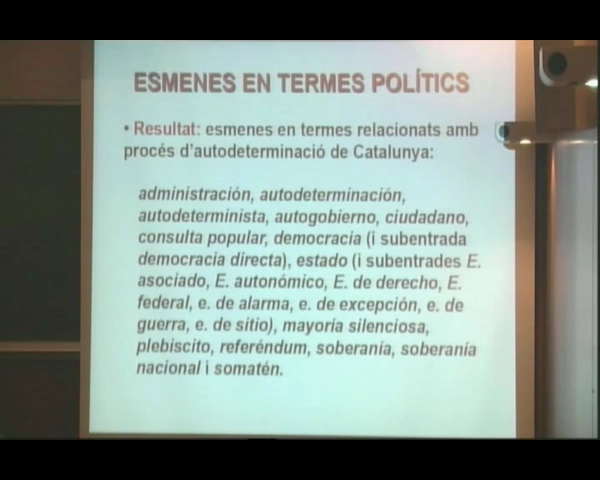 ESMENES EN TERMES POLÍTICS
• Resultat: esmenes en termes relacionats amb
procés d'autodeterminació de Catalunya:
administración, autodeterminación,
autodeterminista, autogobierno, ciudadano,
consulta popular, democracia (i subentrada
democracia directa), estado (i subentrades E.
asociado, E. autonómico, E. de derecho, E.
federal, e. de alarma, e. de excepción, e. de
guerra, e. de sitio), mayoría silenciosa,
plebiscito, referéndum, soberanía, soberanía
nacional i somatén.